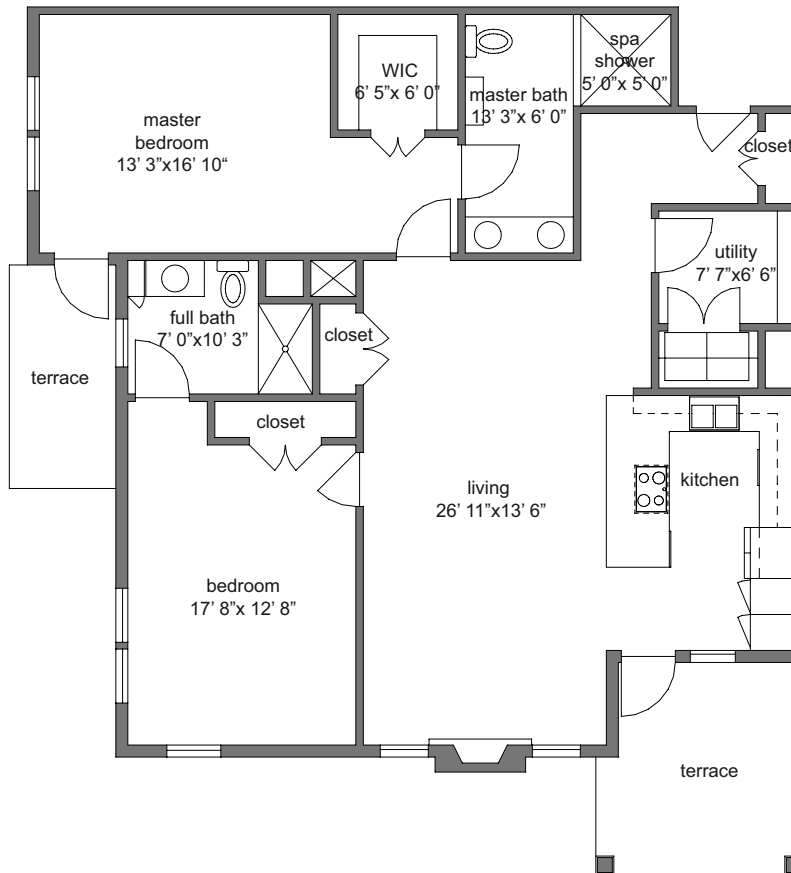 spa
shower
5’ 0”x 5’ 0”
WIC
6’ 5”x 6’ 0”
master bath
13’ 3”x 6’ 0”
master
bedroom
13’ 3”x16’ 10“
closet
utility
7’ 7”x6’ 6”
full bath
7’ 0”x10’ 3”
closet
terrace
closet
living
26’ 11”x13’ 6”
kitchen
bedroom
17’ 8”x 12’ 8”
terrace